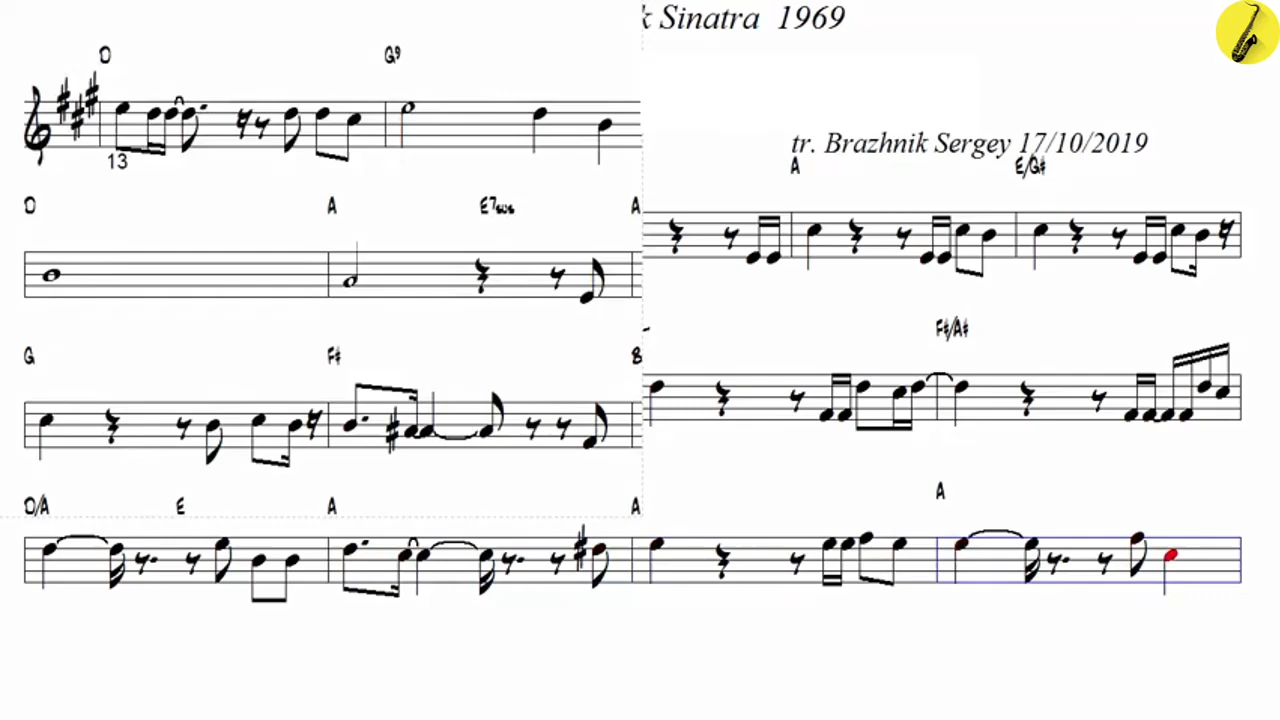 Sinatra 1969
tr. Brazhnik Sergey 17/10/2019
D G9
13
A E/G#
D A E7sus A
F#/A#
G F# B
A
D/A E A A